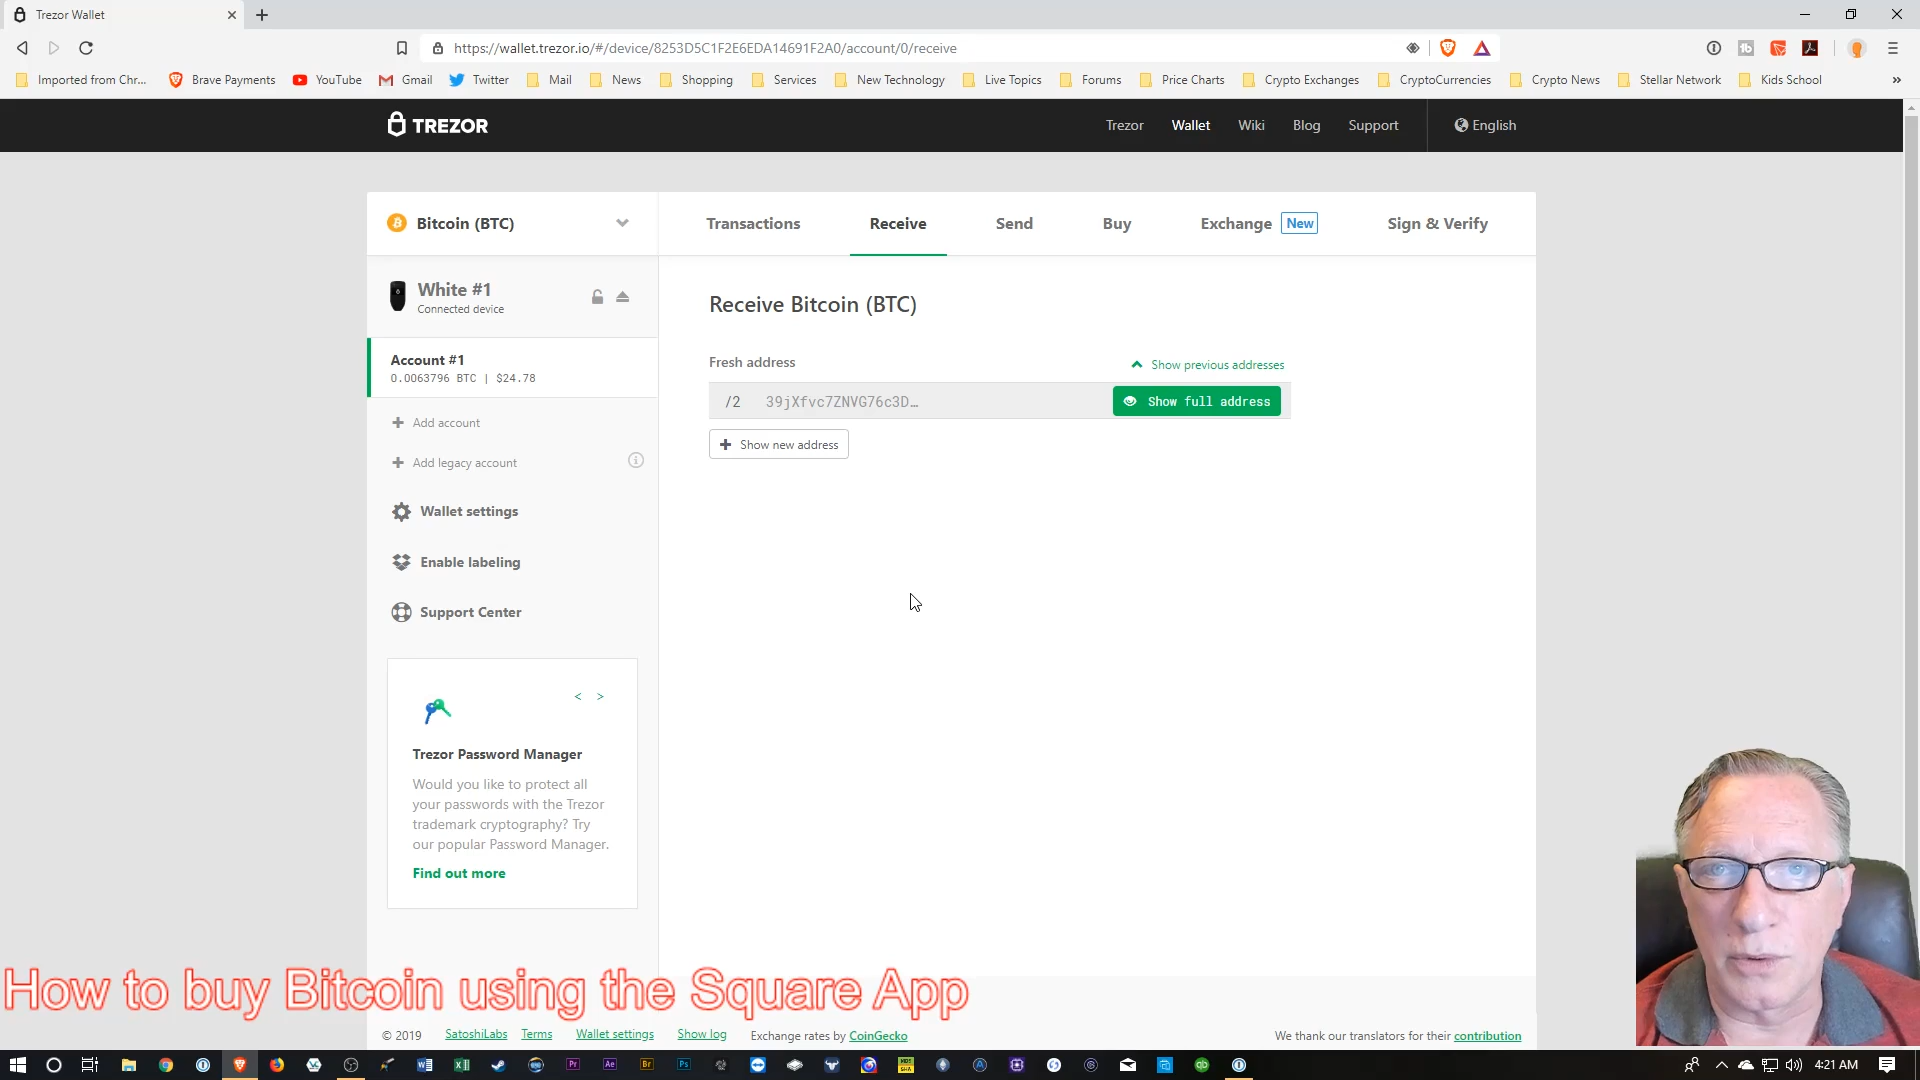 Trezor Wallet
https://wallet.trezor.io/#/device/8253D5C1F2E6EDA14691F2A0/account/0/receive
Imported from Chr... Brave Payments YouTube Gmail Twitter Mail News Shopping Services New Technology Live Topics Forums Price Charts Crypto Exchanges CryptoCurrencies Crypto News Stellar Network Kids School »
TREZOR Trezor Wallet Wiki Blog Support English
Bitcoin (BTC) Transactions Receive Send Buy Exchange New Sign & Verify
White #1
Connected device
Receive Bitcoin (BTC)
Account #1
0.0063796 BTC | $24.78
Fresh address Show previous addresses
/2 39jXfvc7ZNVG76c3D… Show full address
+ Show new address
+ Add account
+ Add legacy account
Wallet settings
Enable labeling
Support Center
< >
Trezor Password Manager
Would you like to protect all
your passwords with the Trezor
trademark cryptography? Try
our popular Password Manager.
Find out more
How to buy Bitcoin using the Square App
© 2019 SatoshiLabs Terms Wallet settings Show log Exchange rates by CoinGecko We thank our translators for their contribution
Pr Ae Br Ps
4:21 AM